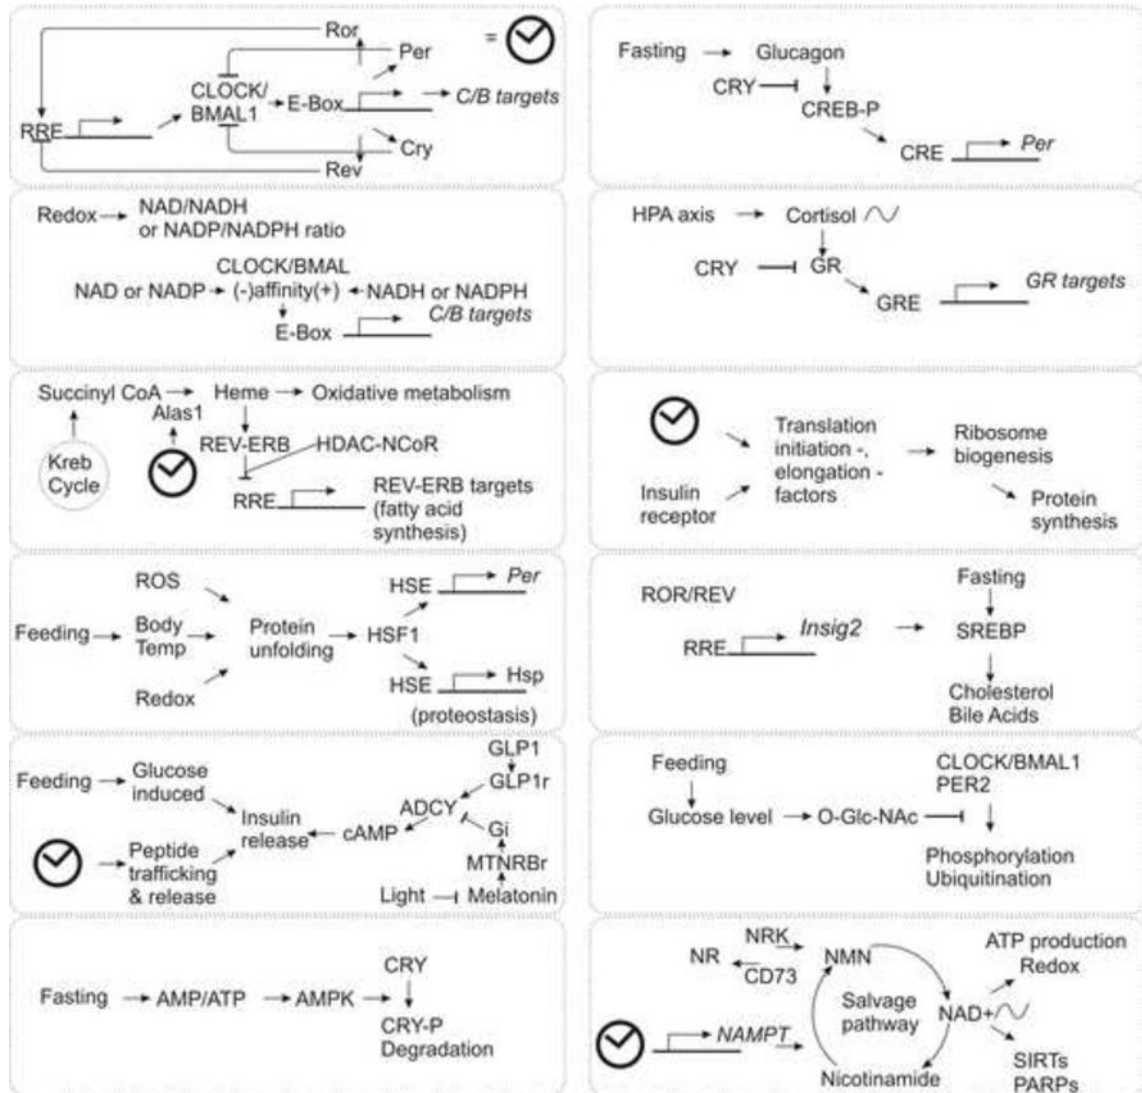 Ror
=
Per
CLOCK/
BMAL1
E-Box
C/B targets
RRE
Cry
Rev
Fasting
Glucagon
CRY
CREB-P
CRE
Per
Redox
NAD/NADH
or NADP/NADPH ratio
CLOCK/BMAL
NAD or NADP
(-)affinity(+)
NADH or NADPH
C/B targets
E-Box
HPA axis
Cortisol
CRY
GR
GR targets
GRE
Succinyl CoA
Heme
Oxidative metabolism
Alas1
REV-ERB
HDAC-NCoR
Kreb
Cycle
RRE
REV-ERB targets
(fatty acid
synthesis)
Translation
initiation -,
elongation -
factors
Ribosome
biogenesis
Insulin
receptor
Protein
synthesis
ROS
HSE
Per
Feeding
Body
Temp
Protein
unfolding
HSF1
Redox
HSE
Hsp
(proteostasis)
Fasting
ROR/REV
RRE
Insig2
SREBP
Cholesterol
Bile Acids
GLP1
Feeding
Glucose
induced
GLP1r
ADCY
Insulin
release
cAMP
Gi
Peptide
trafficking
& release
MTNRBr
Light
Melatonin
Feeding
CLOCK/BMAL1
PER2
Glucose level
O-Glc-NAc
Phosphorylation
Ubiquitination
CRY
Fasting
AMP/ATP
AMPK
CRY-P
Degradation
NRK
NR
CD73
NMN
ATP production
Redox
Salvage
pathway
NAD+
NAMPT
Nicotinamide
SIRTs
PARPs